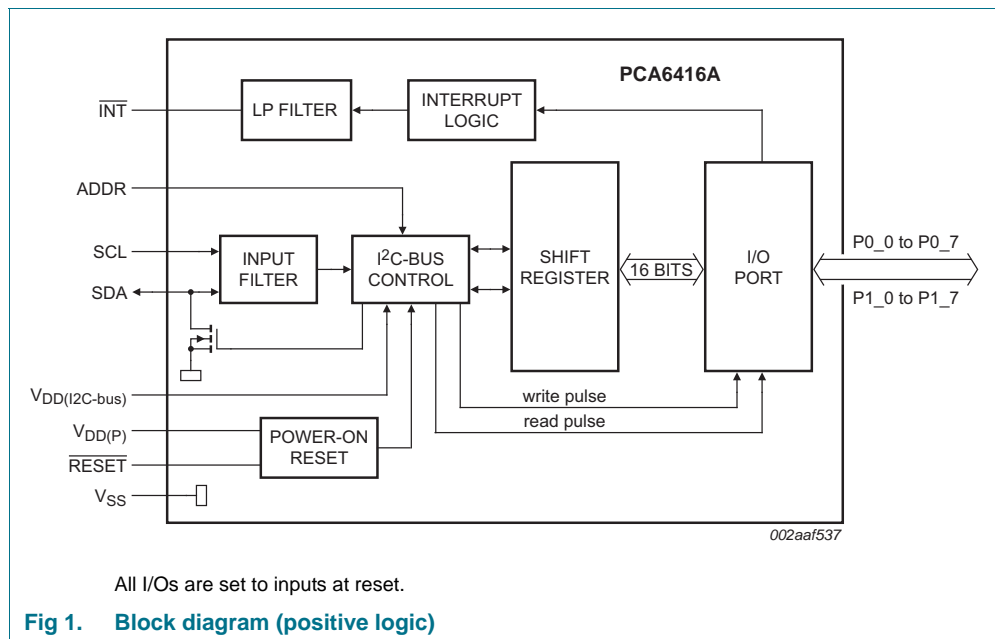 PCA6416A
INT
LP FILTER
INTERRUPT
LOGIC
ADDR
SCL
SDA
INPUT
FILTER
I²C-BUS
CONTROL
SHIFT
REGISTER
16 BITS
I/O
PORT
P0_0 to P0_7
P1_0 to P1_7
VDD(I2C-bus)
write pulse
read pulse
VDD(P)
RESET
POWER-ON
RESET
VSS
002aaf537
All I/Os are set to inputs at reset.
Fig 1. Block diagram (positive logic)